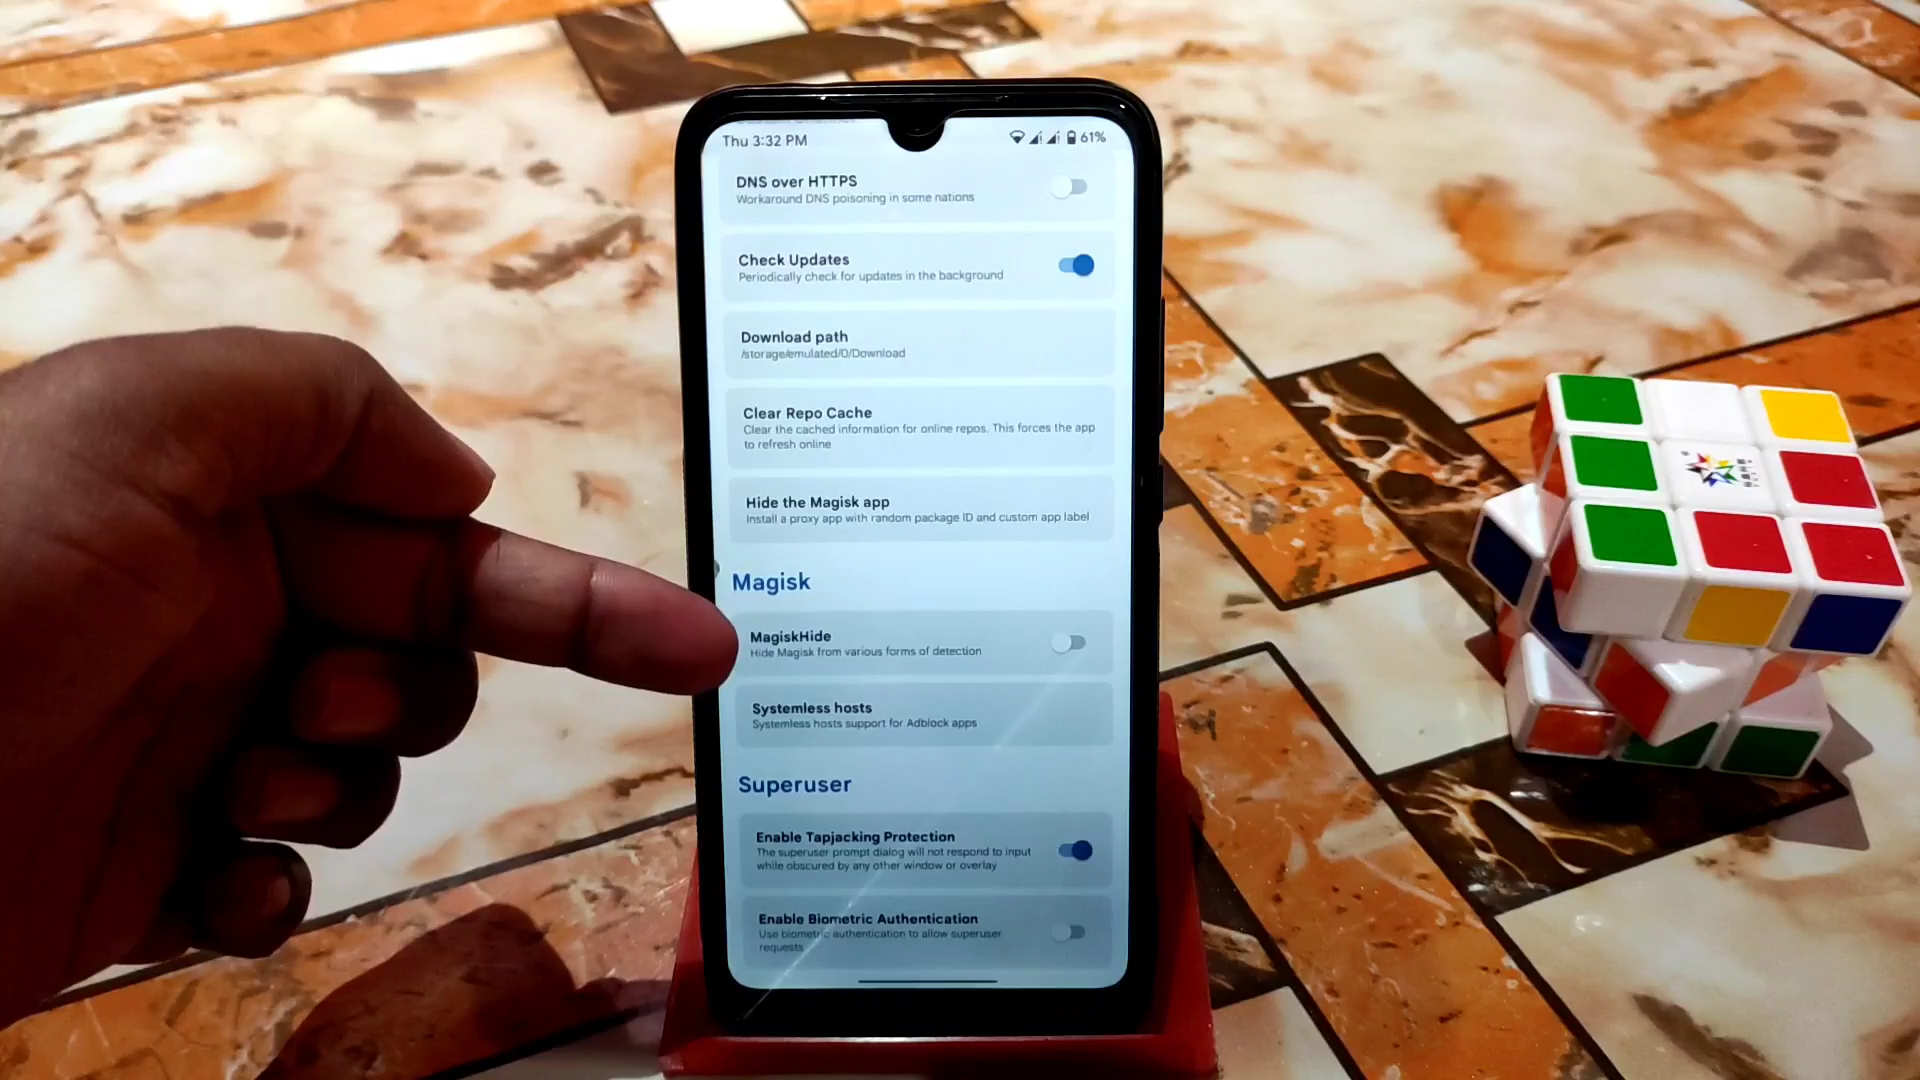 Thu 3:32 PM
61%
DNS over HTTPS
Workaround DNS poisoning in some nations
Check Updates
Periodically check for updates in the background
Download path
/storage/emulated/0/Download
Clear Repo Cache
Clear the cached information for online repos. This forces the app
to refresh online
Hide the Magisk app
Install a proxy app with random package ID and custom app label
Magisk
MagiskHide
Hide Magisk from various forms of detection
Systemless hosts
Systemless hosts support for Adblock apps
Superuser
Enable Tapjacking Protection
The superuser prompt dialog will not respond to input
while obscured by any other window or overlay
Enable Biometric Authentication
Use biometric authentication to allow superuser
requests